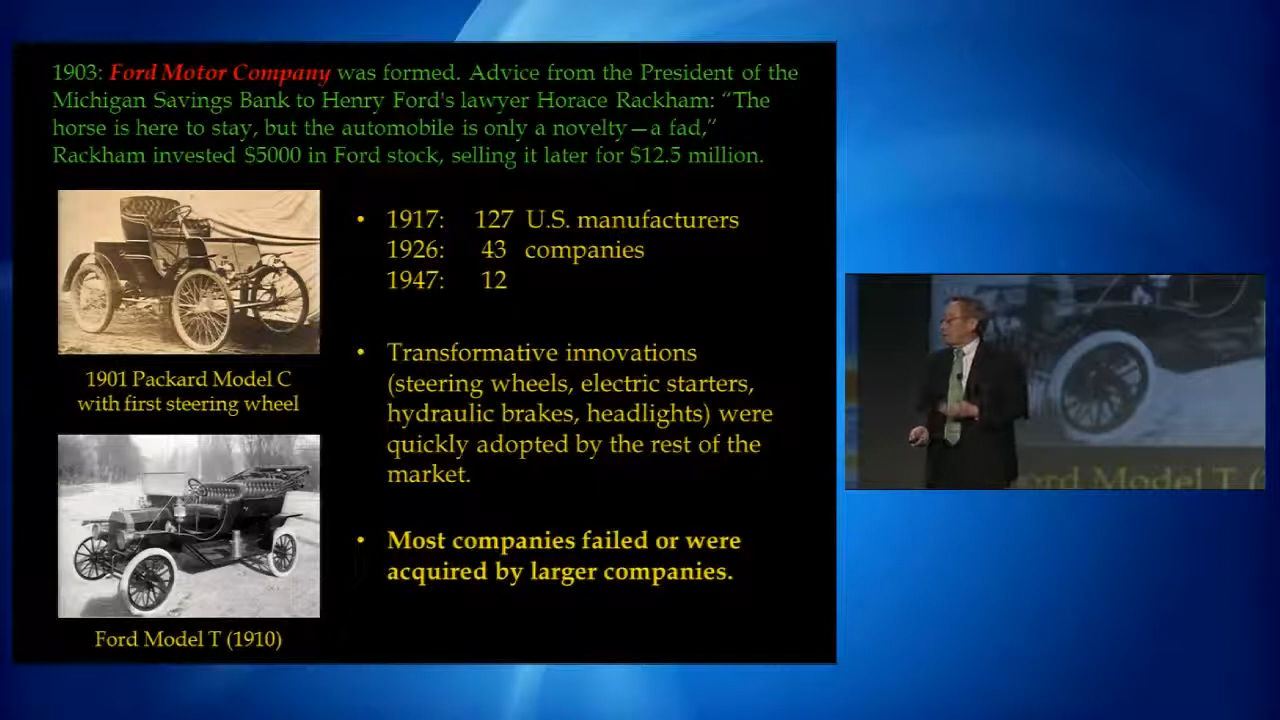 1903: Ford Motor Company was formed. Advice from the President of the
Michigan Savings Bank to Henry Ford's lawyer Horace Rackham: “The
horse is here to stay, but the automobile is only a novelty—a fad,”
Rackham invested $5000 in Ford stock, selling it later for $12.5 million.
• 1917: 127 U.S. manufacturers
1926: 43 companies
1947: 12
1901 Packard Model C
with first steering wheel
• Transformative innovations
(steering wheels, electric starters,
hydraulic brakes, headlights) were
quickly adopted by the rest of the
market.
• Most companies failed or were
acquired by larger companies.
Ford Model T (1910)
ord Model T (